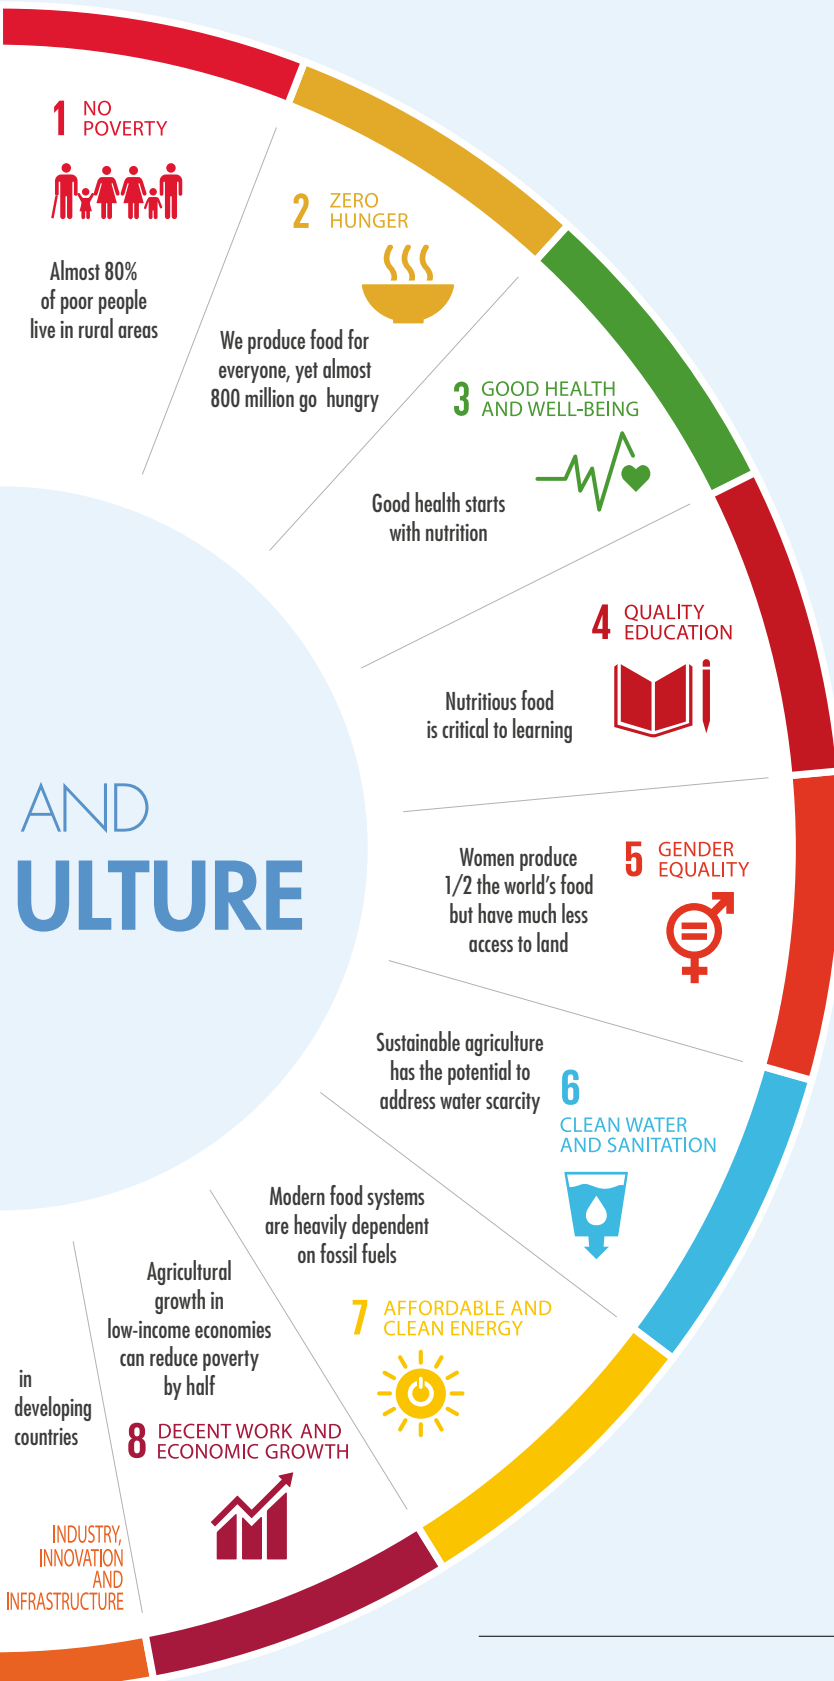 1 NO
POVERTY
Almost 80%
of poor people
live in rural areas
2 ZERO
HUNGER
We produce food for
everyone, yet almost
800 million go hungry
3 GOOD HEALTH
AND WELL-BEING
Good health starts
with nutrition
4 QUALITY
EDUCATION
Nutritious food
is critical to learning
AND
ULTURE
5 GENDER
EQUALITY
Women produce
1/2 the world's food
but have much less
access to land
6
CLEAN WATER
AND SANITATION
Sustainable agriculture
has the potential to
address water scarcity
Modern food systems
are heavily dependent
on fossil fuels
7 AFFORDABLE AND
CLEAN ENERGY
Agricultural
growth in
low-income economies
can reduce poverty
by half
8 DECENT WORK AND
ECONOMIC GROWTH
in
developing
countries
INDUSTRY,
INNOVATION
AND
INFRASTRUCTURE